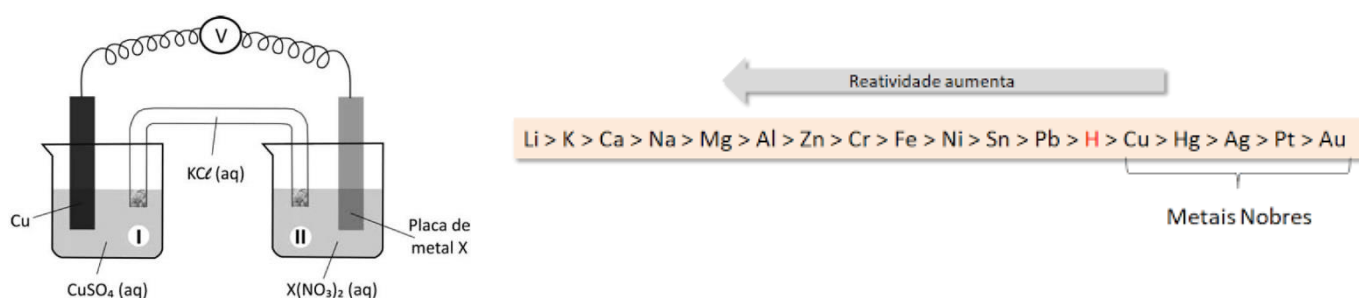 V
KCℓ (aq)
Cu
I
II
Placa de
metal X
CuSO₄ (aq)
X(NO₃)₂ (aq)
Reatividade aumenta
Li > K > Ca > Na > Mg > Al > Zn > Cr > Fe > Ni > Sn > Pb > H > Cu > Hg > Ag > Pt > Au
Metais Nobres